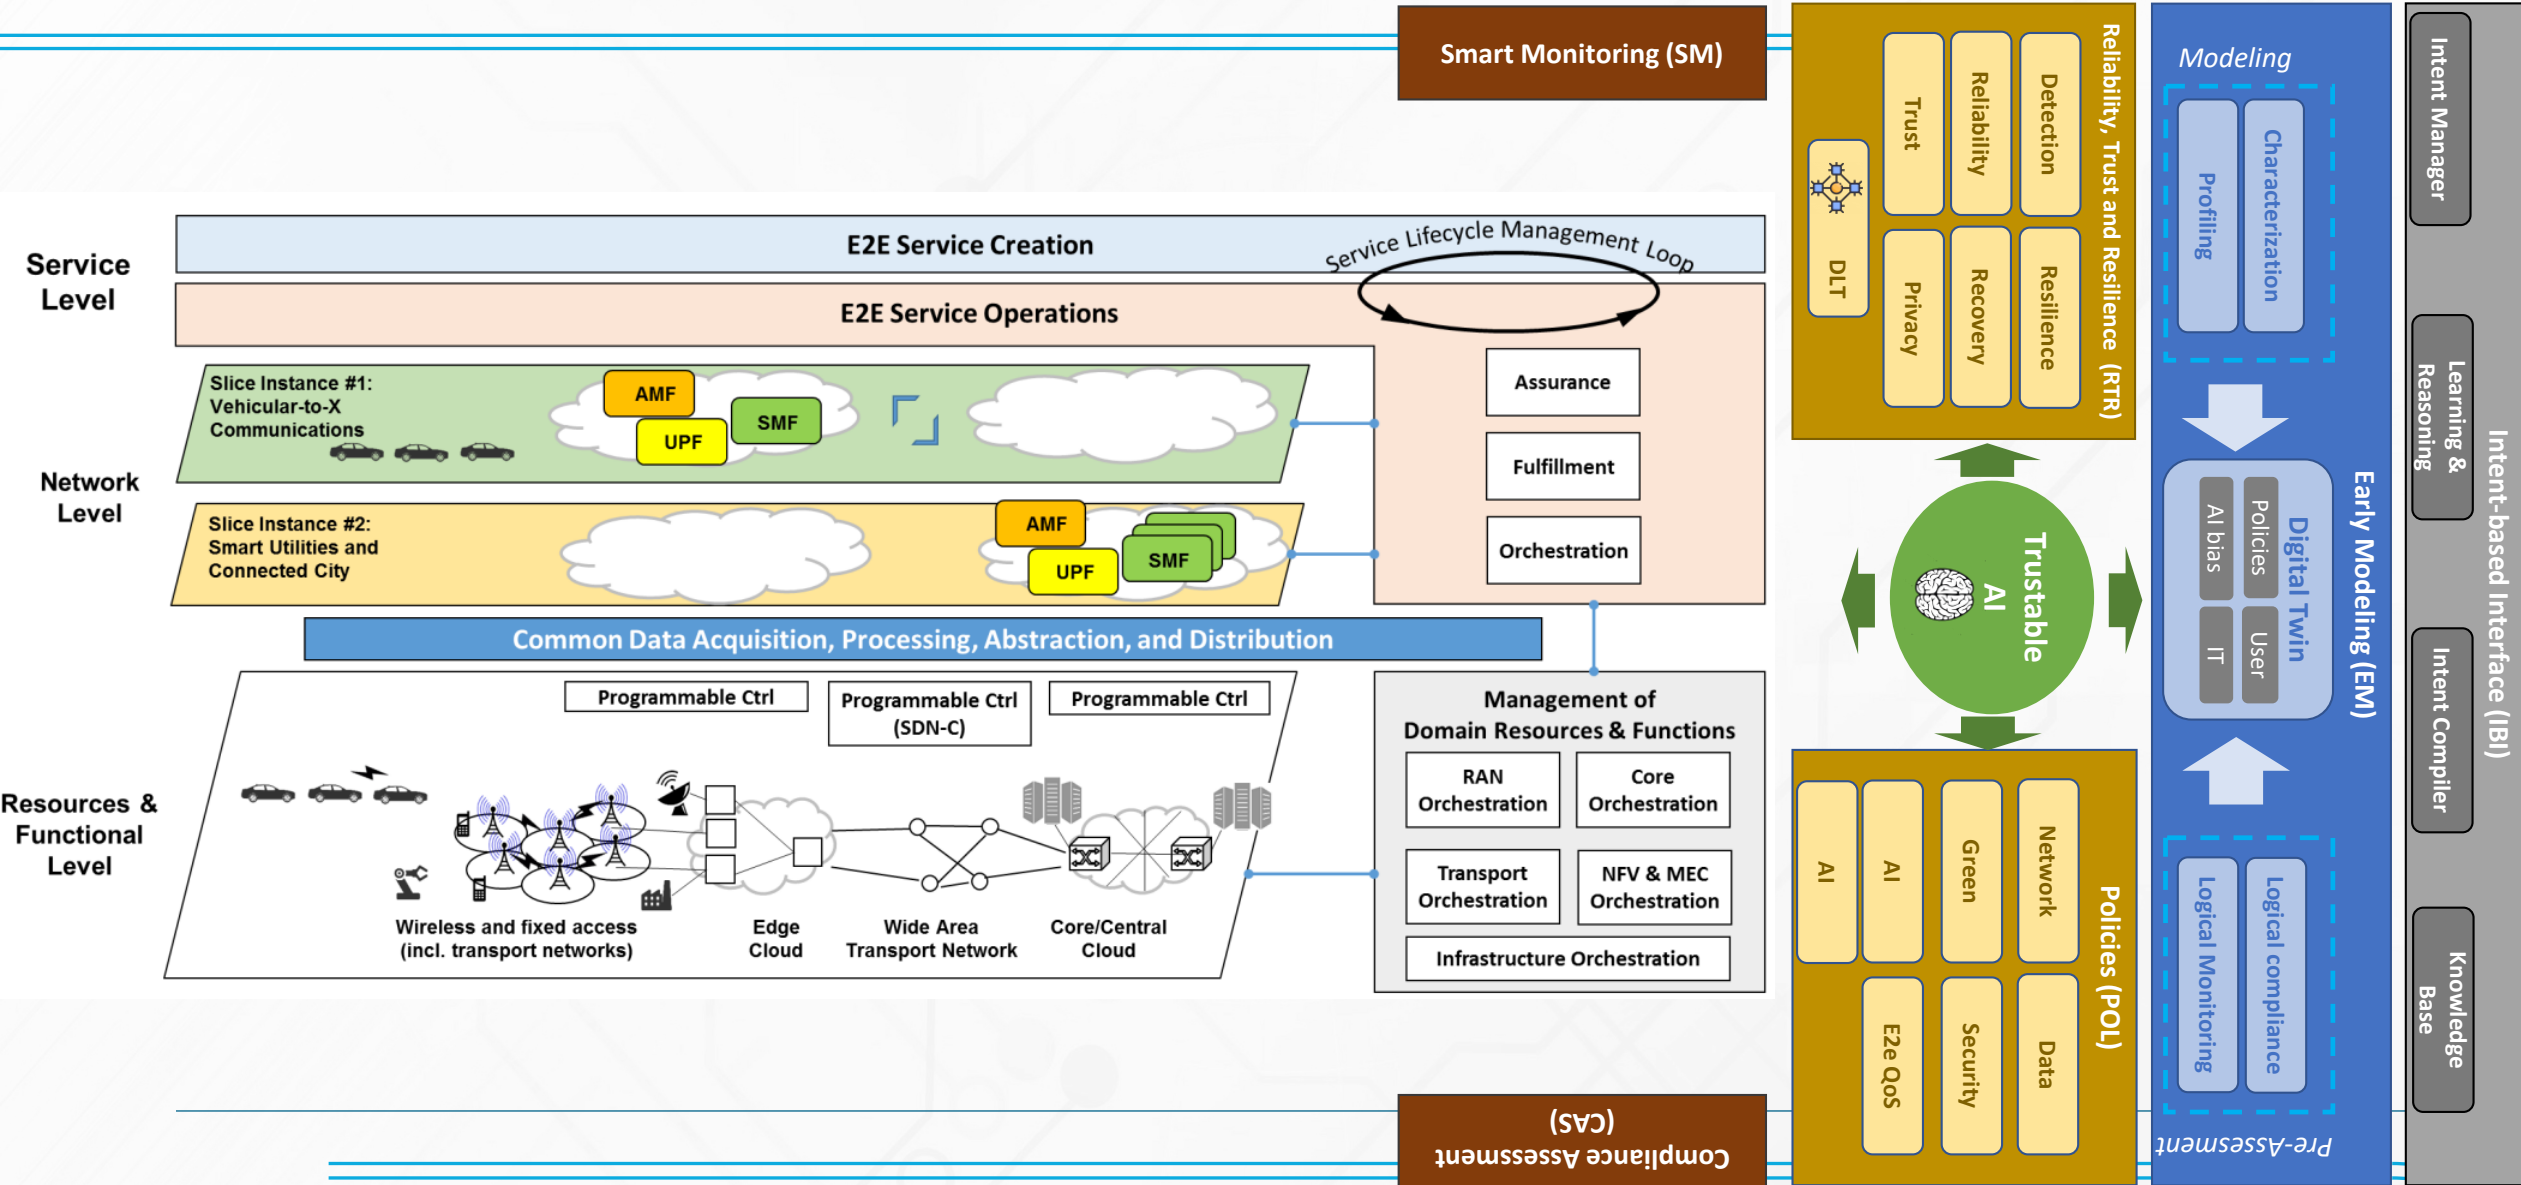 Smart Monitoring (SM)
Service
Level
E2E Service Creation
Service Lifecycle Management Loop
E2E Service Operations
Network
Level
Slice Instance #1:
Vehicular-to-X
Communications
AMF
UPF
SMF
Slice Instance #2:
Smart Utilities and
Connected City
AMF
UPF
SMF
Assurance
Fulfillment
Orchestration
Common Data Acquisition, Processing, Abstraction, and Distribution
Resources &
Functional
Level
Programmable Ctrl
Programmable Ctrl
(SDN-C)
Programmable Ctrl
Wireless and fixed access
(incl. transport networks)
Edge
Cloud
Wide Area
Transport Network
Core/Central
Cloud
Management of
Domain Resources & Functions
RAN
Orchestration
Core
Orchestration
Transport
Orchestration
NFV & MEC
Orchestration
Infrastructure Orchestration
Compliance Assessment
(CAS)
Reliability, Trust and Resilience (RTR)
Detection
Resilience
Reliability
Recovery
Trust
Privacy
DLT
Trustable
AI
Policies (POL)
Network
Data
Green
Security
AI
E2e QoS
AI
Early Modeling (EM)
Modeling
Characterization
Profiling
Digital Twin
Policies
User
AI bias
IT
Logical compliance
Logical Monitoring
Pre-Assesment
Intent-based Interface (IBI)
Intent Manager
Learning &
Reasoning
Intent Compiler
Knowledge
Base